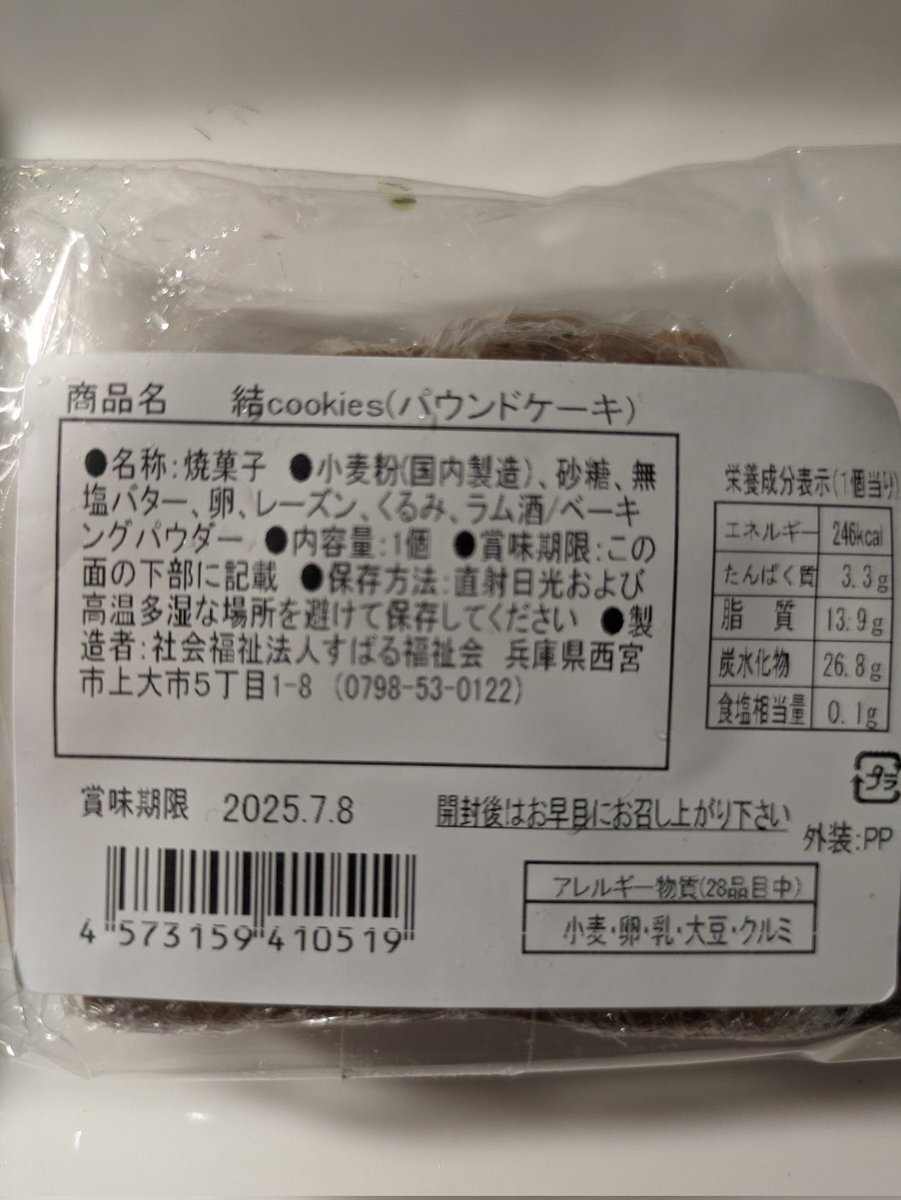 商品名 結cookies(パウンドケーキ)
●名称:焼菓子 ●小麦粉(国内製造)、砂糖、無
塩バター、卵、レーズン、くるみ、ラム酒/ベーキ
ングパウダー ●内容量:1個 ●賞味期限:この
面の下部に記載 ●保存方法:直射日光および
高温多湿な場所を避けて保存してください ●製
造者:社会福祉法人すばる福祉会 兵庫県西宮
市上大市5丁目1-8 (0798-53-0122)
栄養成分表示(1個当り)
エネルギー 246kcal
たんぱく質 3.3g
脂 質 13.9g
炭水化物 26.8g
食塩相当量 0.1g
プラ
外装:PP
賞味期限 2025.7.8
開封後はお早目にお召し上がり下さい
アレルギー物質(28品目中)
小麦・卵・乳・大豆・クルミ
4 573159 410519